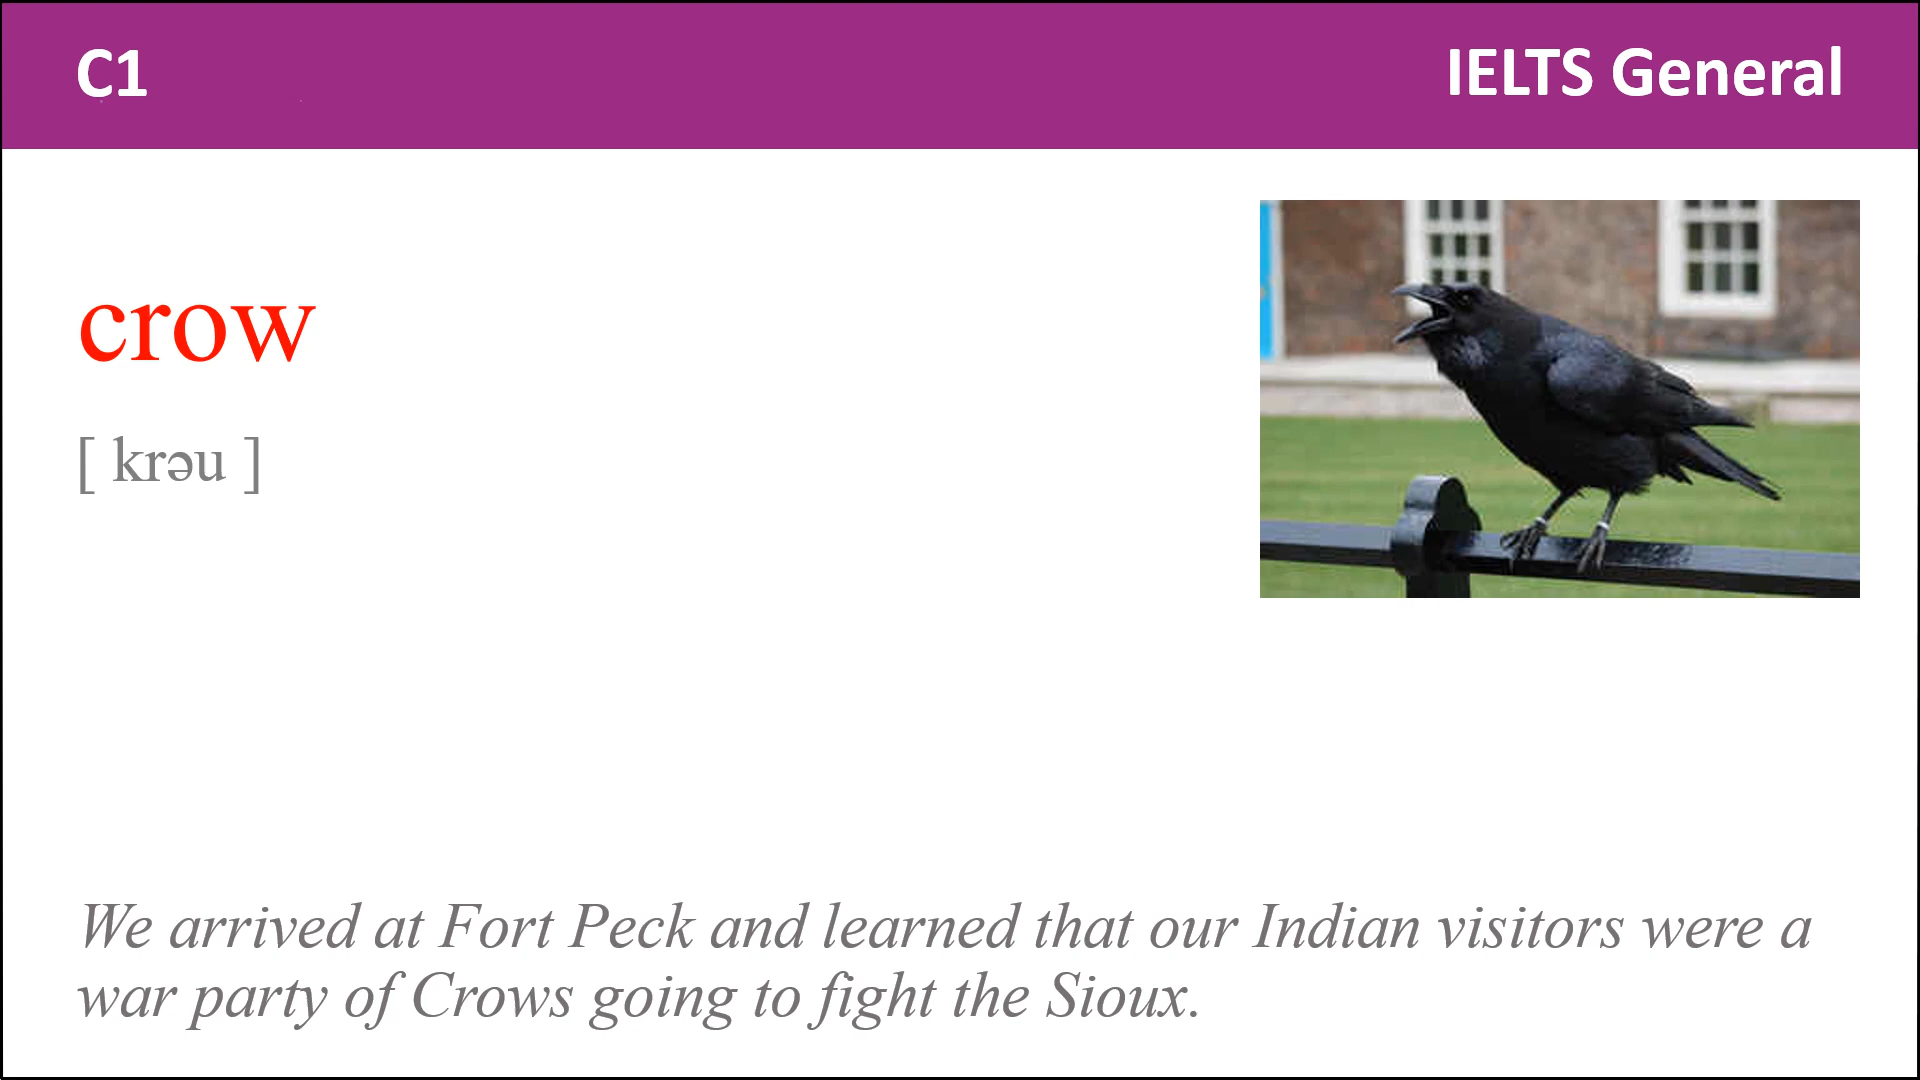 C1
IELTS General
crow
[ krəu ]
We arrived at Fort Peck and learned that our Indian visitors were a
war party of Crows going to fight the Sioux.